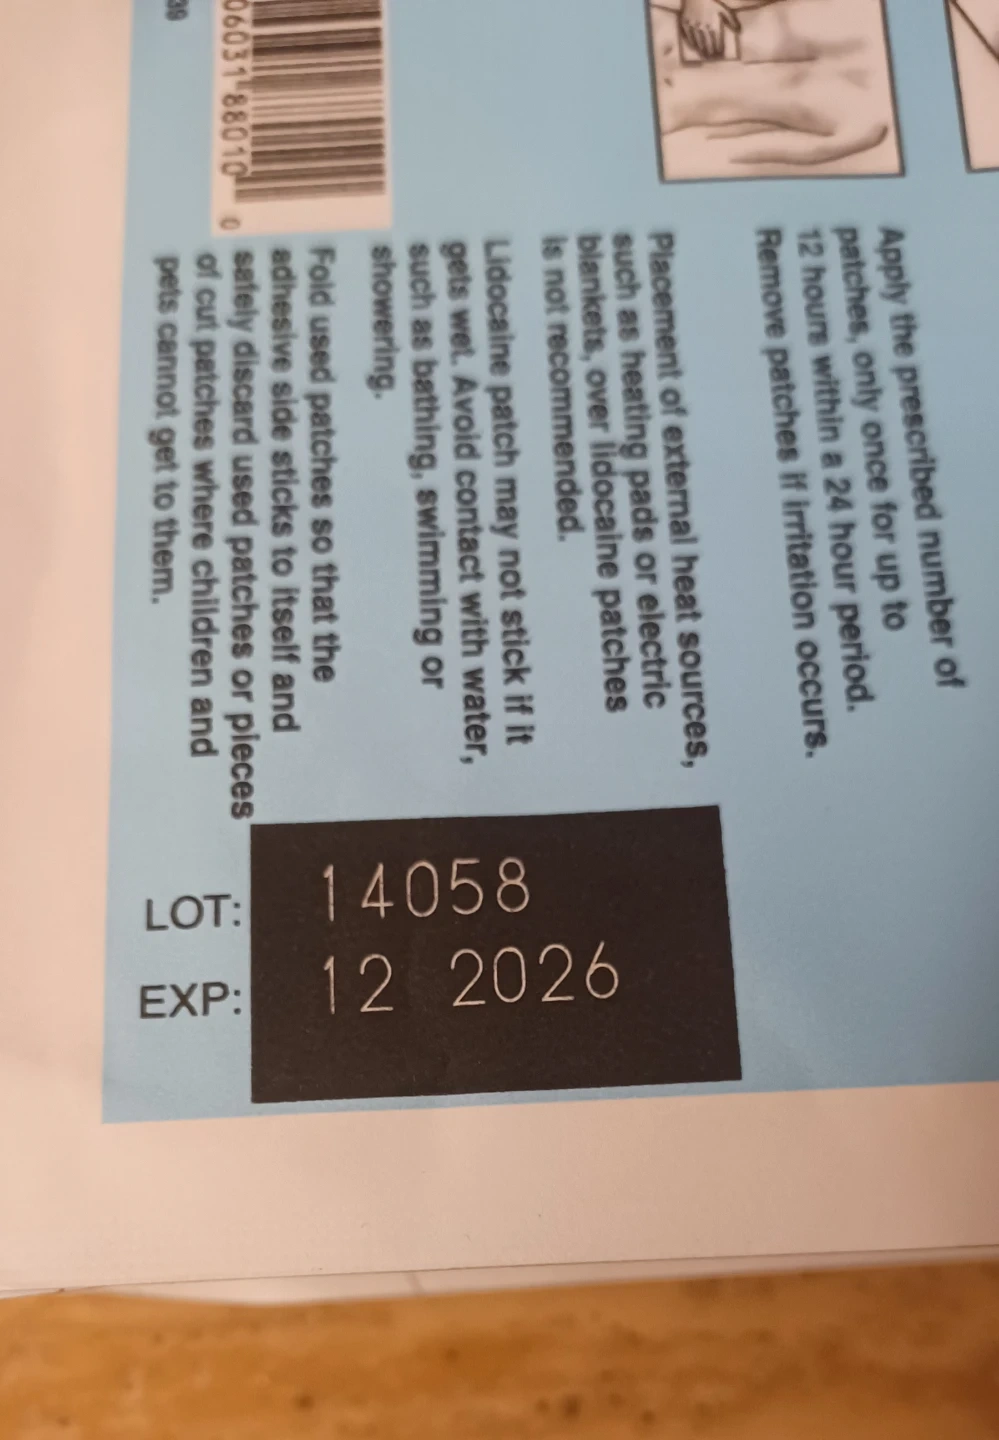 Apply the prescribed number of
patches, only once for up to
12 hours within a 24 hour period.
Remove patches if irritation occurs.
Placement of external heat sources,
such as heating pads or electric
blankets, over lidocaine patches
is not recommended.
Lidocaine patch may not stick if it
gets wet. Avoid contact with water,
such as bathing, swimming or
showering.
Fold used patches so that the
adhesive side sticks to itself and
safely discard used patches or pieces
of cut patches where children and
pets cannot get to them.
06031 88010 0
39
LOT: 14058
EXP: 12 2026